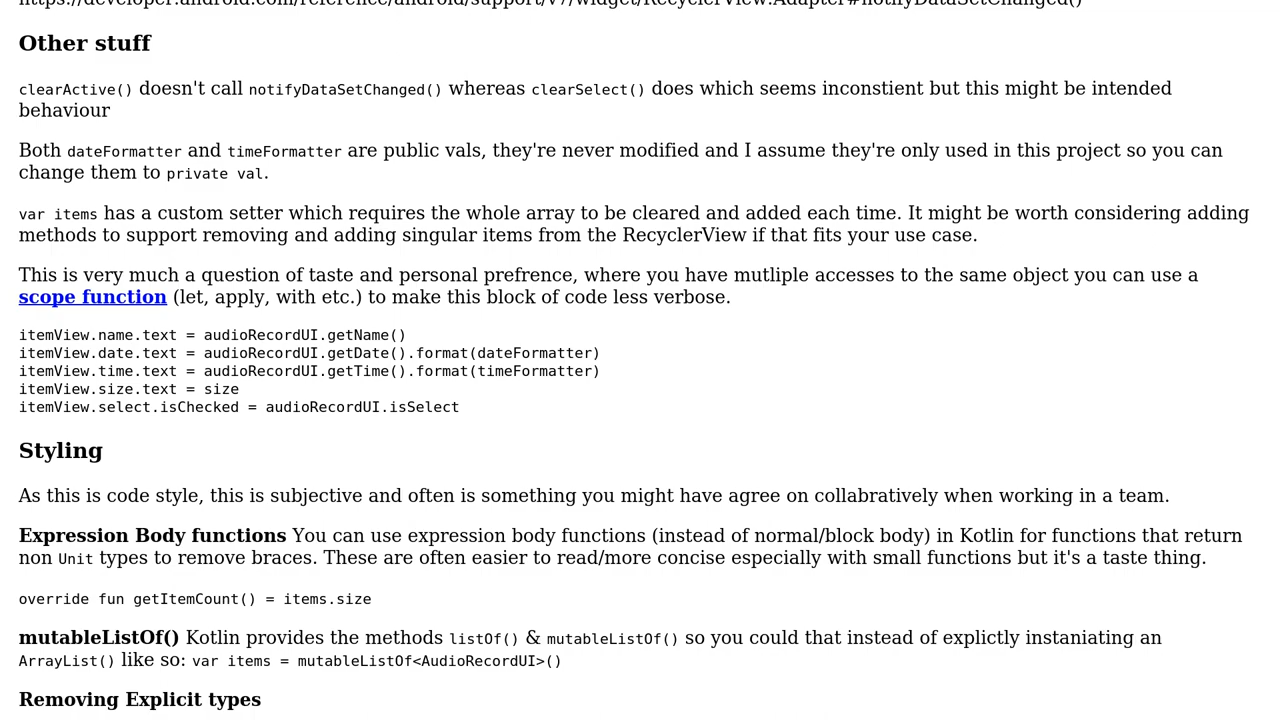 https://developer.android.com/reference/android/support/v7/widget/RecyclerView.Adapter#notifyDataSetChanged()
Other stuff
clearActive() doesn't call notifyDataSetChanged() whereas clearSelect() does which seems inconstient but this might be intended
behaviour
Both dateFormatter and timeFormatter are public vals, they're never modified and I assume they're only used in this project so you can
change them to private val.
var items has a custom setter which requires the whole array to be cleared and added each time. It might be worth considering adding
methods to support removing and adding singular items from the RecyclerView if that fits your use case.
This is very much a question of taste and personal prefrence, where you have mutliple accesses to the same object you can use a
scope function (let, apply, with etc.) to make this block of code less verbose.
itemView.name.text = audioRecordUI.getName()
itemView.date.text = audioRecordUI.getDate().format(dateFormatter)
itemView.time.text = audioRecordUI.getTime().format(timeFormatter)
itemView.size.text = size
itemView.select.isChecked = audioRecordUI.isSelect
Styling
As this is code style, this is subjective and often is something you might have agree on collabratively when working in a team.
Expression Body functions You can use expression body functions (instead of normal/block body) in Kotlin for functions that return
non Unit types to remove braces. These are often easier to read/more concise especially with small functions but it's a taste thing.
override fun getItemCount() = items.size
mutableListOf() Kotlin provides the methods listOf() & mutableListOf() so you could that instead of explictly instaniating an
ArrayList() like so: var items = mutableListOf<AudioRecordUI>()
Removing Explicit types